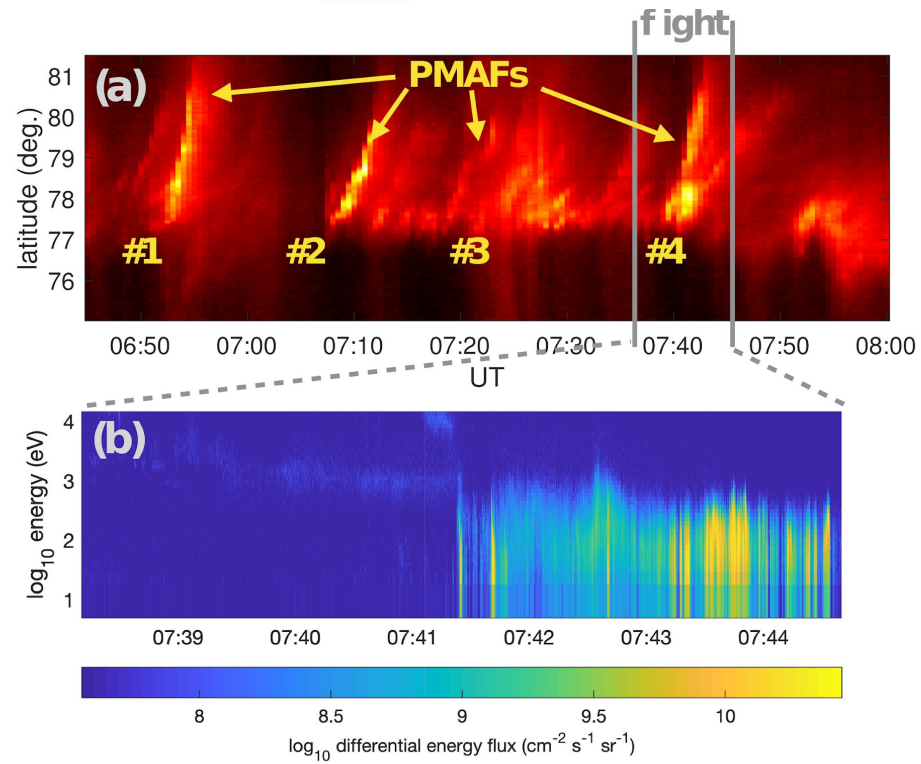 f ight
(a)
PMAFs
#1
#2
#3
#4
latitude (deg.)
81
80
79
78
77
76
06:50 07:00 07:10 07:20 07:30 07:40 07:50 08:00
UT
(b)
log10 energy (eV)
4
3
2
1
07:39 07:40 07:41 07:42 07:43 07:44
8 8.5 9 9.5 10
log10 differential energy flux (cm-2 s-1 sr-1)